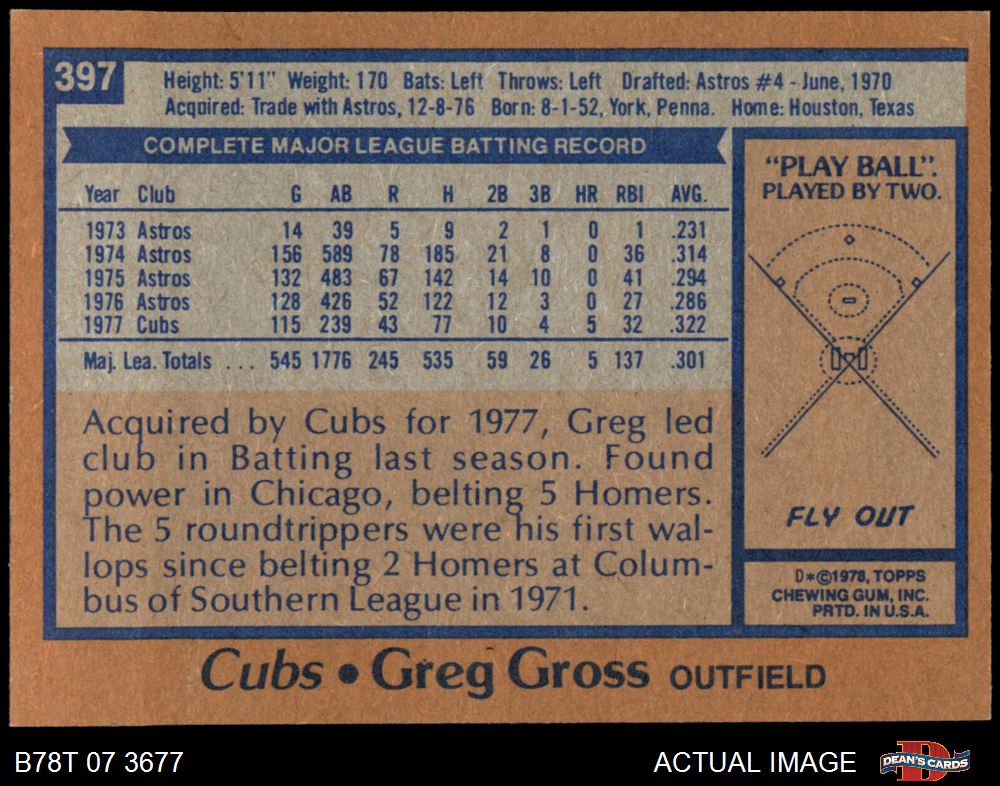 397
Height: 5'11" Weight: 170 Bats: Left Throws: Left Drafted: Astros #4 - June, 1970
Acquired: Trade with Astros, 12-8-76 Born: 8-1-52, York, Penna. Home: Houston, Texas
COMPLETE MAJOR LEAGUE BATTING RECORD
Year Club G AB R H 2B 3B HR RBI AVG.
1973 Astros 14 39 5 9 2 1 0 1 .231
1974 Astros 156 589 78 185 21 8 0 36 .314
1975 Astros 132 483 67 142 14 10 0 41 .294
1976 Astros 128 426 52 122 12 3 0 27 .286
1977 Cubs 115 239 43 77 10 4 5 32 .322
Maj. Lea. Totals ... 545 1776 245 535 59 26 5 137 .301
Acquired by Cubs for 1977, Greg led
club in Batting last season. Found
power in Chicago, belting 5 Homers.
The 5 roundtrippers were his first wal-
lops since belting 2 Homers at Colum-
bus of Southern League in 1971.
"PLAY BALL".
PLAYED BY TWO.
FLY OUT
D*©1978, TOPPS
CHEWING GUM, INC.
PRTD. IN U.S.A.
Cubs • Greg Gross OUTFIELD
B78T 07 3677
ACTUAL IMAGE
DEAN'S CARDS